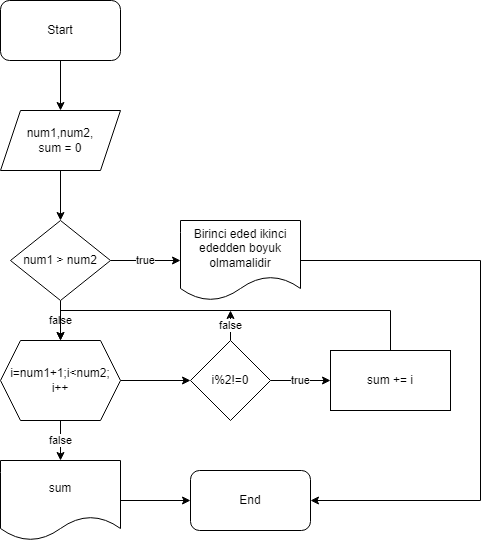 Start
num1,num2,
sum = 0
num1 > num2
true
Birinci eded ikinci
ededden boyuk
olmamalidir
false
false
i=num1+1;i<num2;
i++
i%2!=0
true
sum += i
false
sum
End